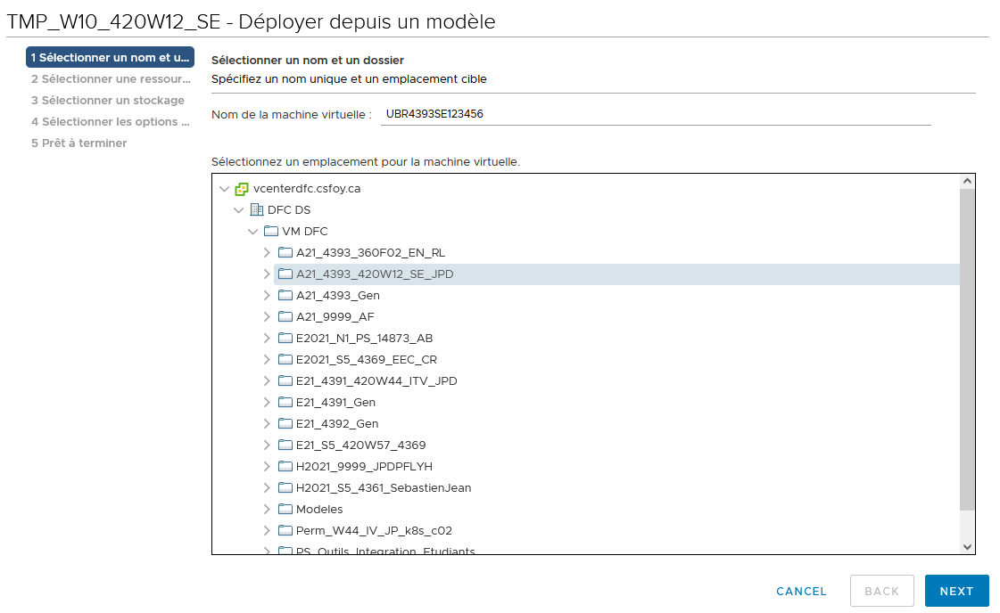 TMP_W10_420W12_SE - Déployer depuis un modèle
1 Sélectionner un nom et u...
2 Sélectionner une ressour...
3 Sélectionner un stockage
4 Sélectionner les options ...
5 Prêt à terminer
Sélectionner un nom et un dossier
Spécifiez un nom unique et un emplacement cible
Nom de la machine virtuelle : UBR4393SE123456
Sélectionnez un emplacement pour la machine virtuelle.
vcenterdfc.csfoy.ca
DFC DS
VM DFC
A21_4393_360F02_EN_RL
A21_4393_420W12_SE_JPD
A21_4393_Gen
A21_9999_AF
E2021_N1_PS_14873_AB
E2021_S5_4369_EEC_CR
E21_4391_420W44_ITV_JPD
E21_4391_Gen
E21_4392_Gen
E21_S5_420W57_4369
H2021_9999_JPDPFLYH
H2021_S5_4361_SebastienJean
Modeles
Perm_W44_IV_JP_k8s_c02
PS_Outils_Integration_Etudiants
CANCEL BACK NEXT